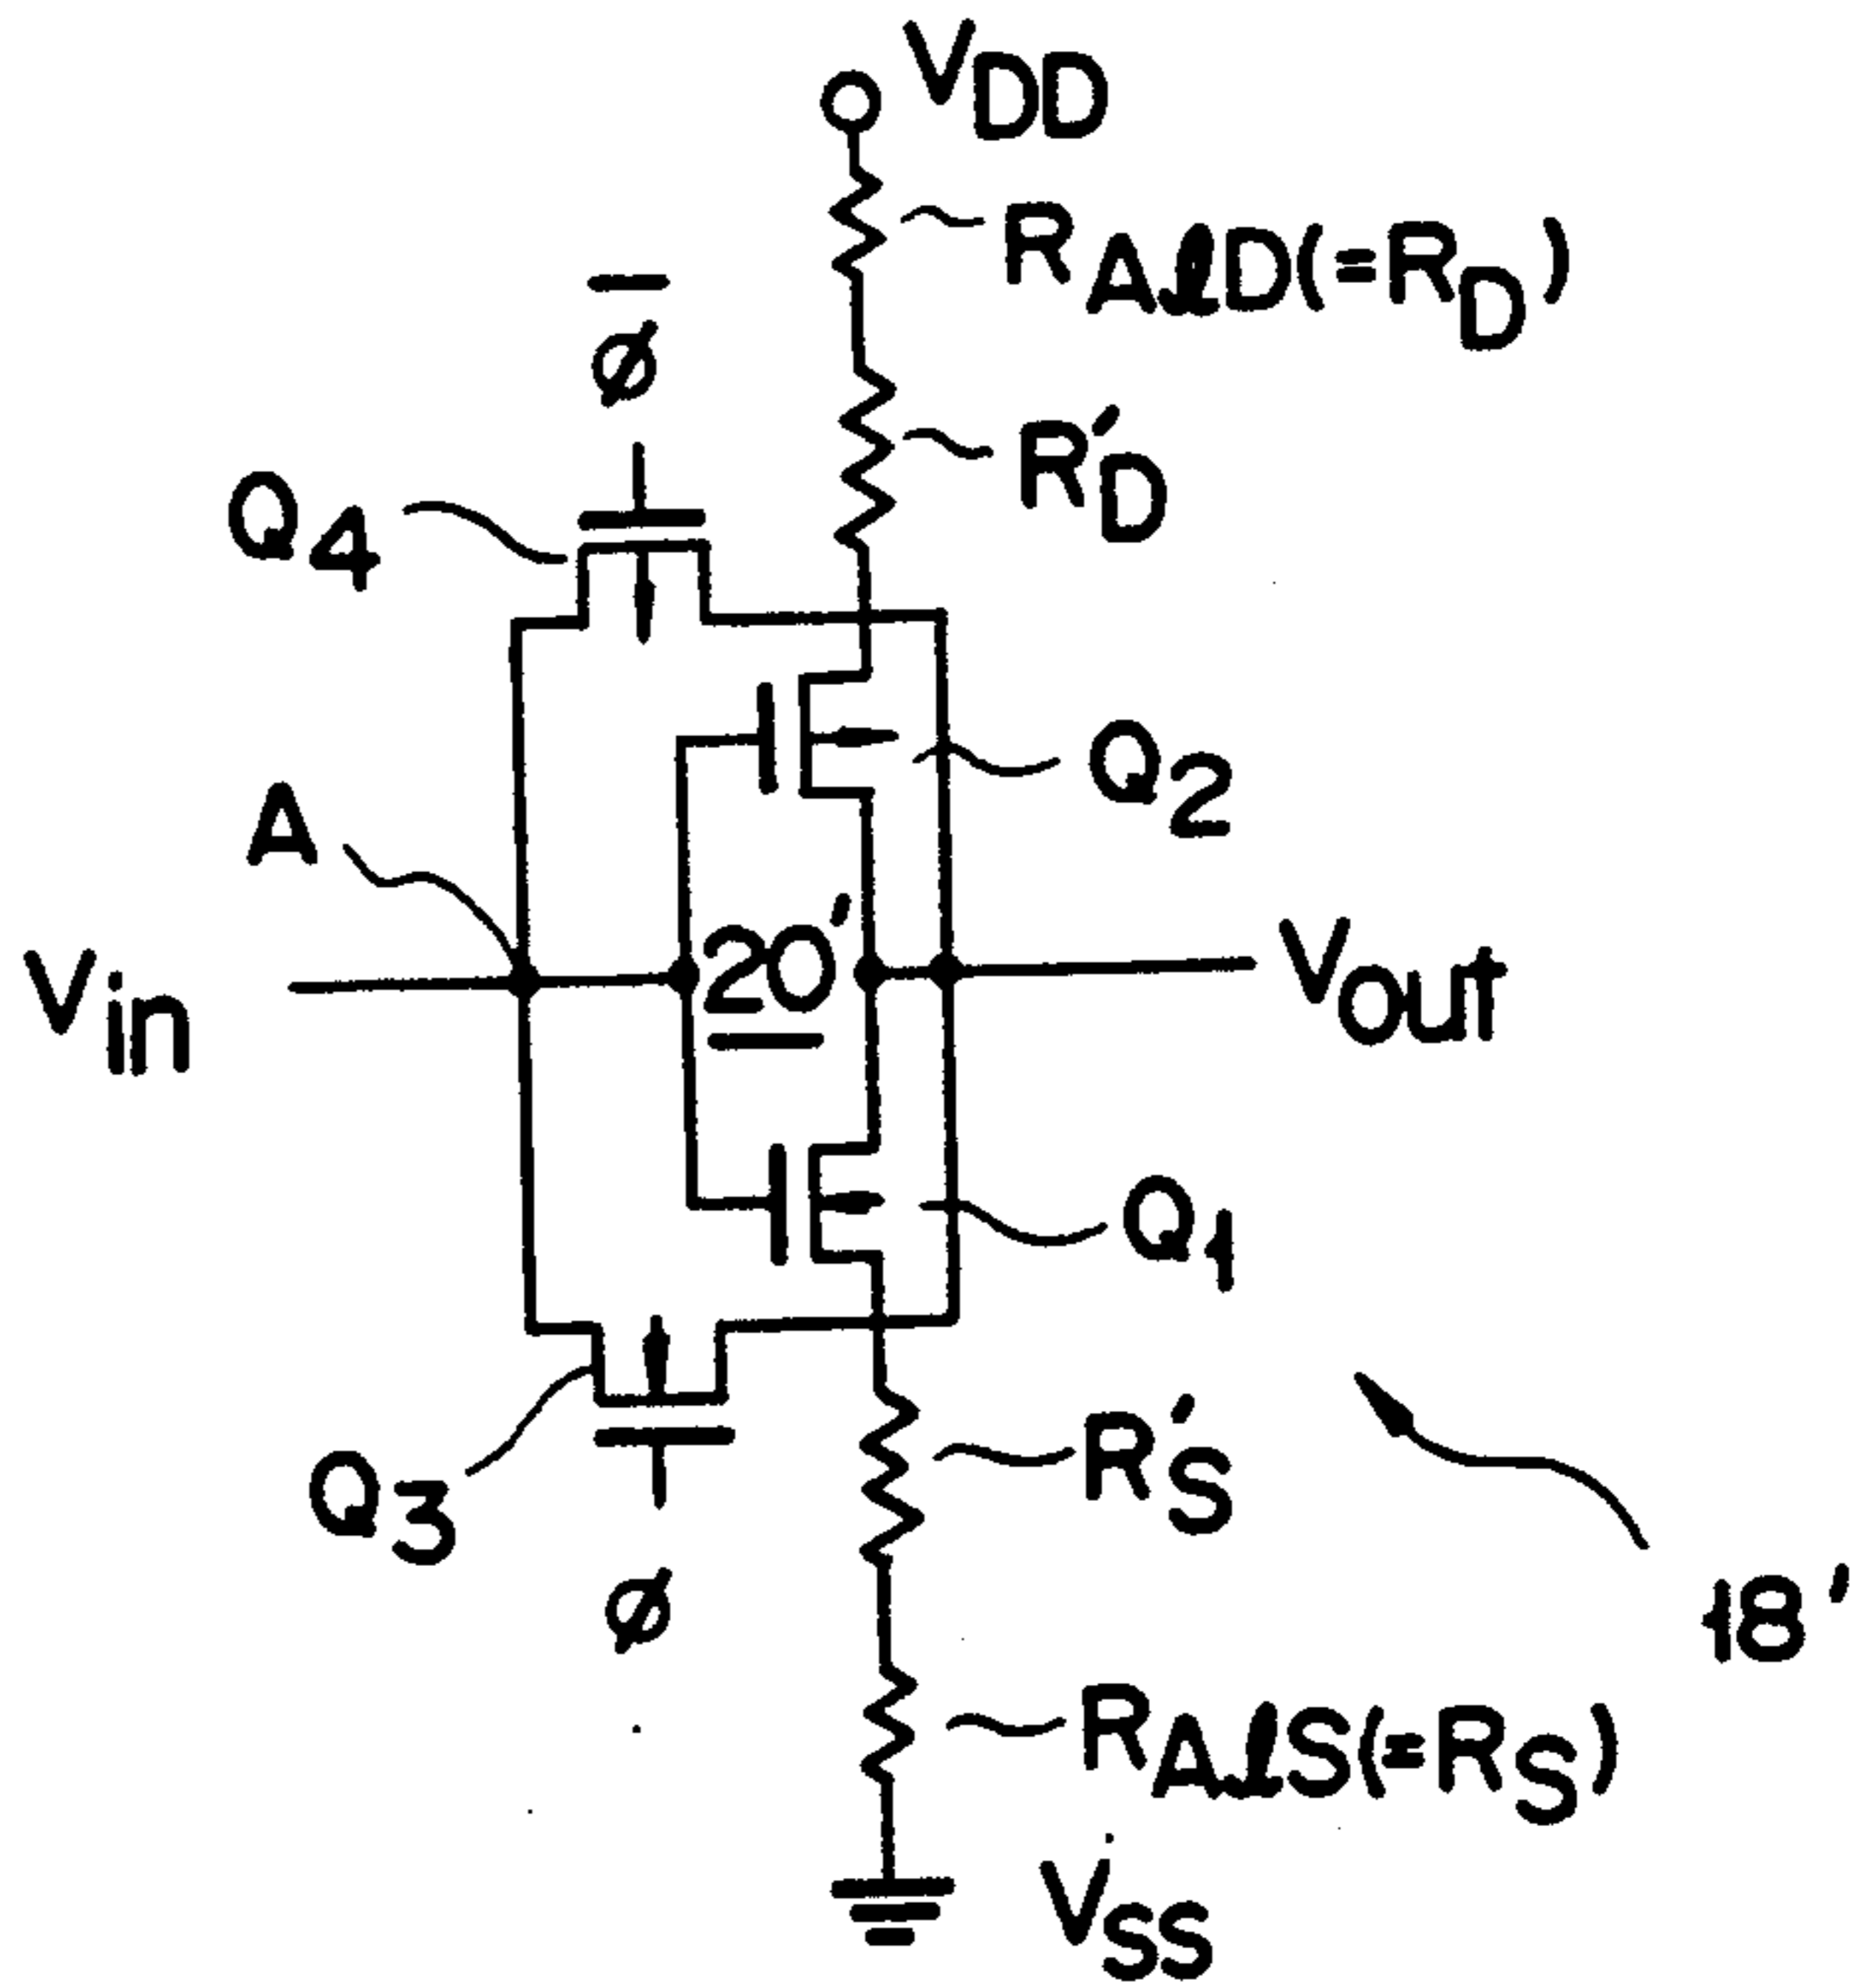 VDD
RAlD(=RD)
ø̅
R'D
Q4
Q2
A
20'
Vin
Vout
Q1
Q3
R'S
ø
18'
RAlS(=RS)
VSS